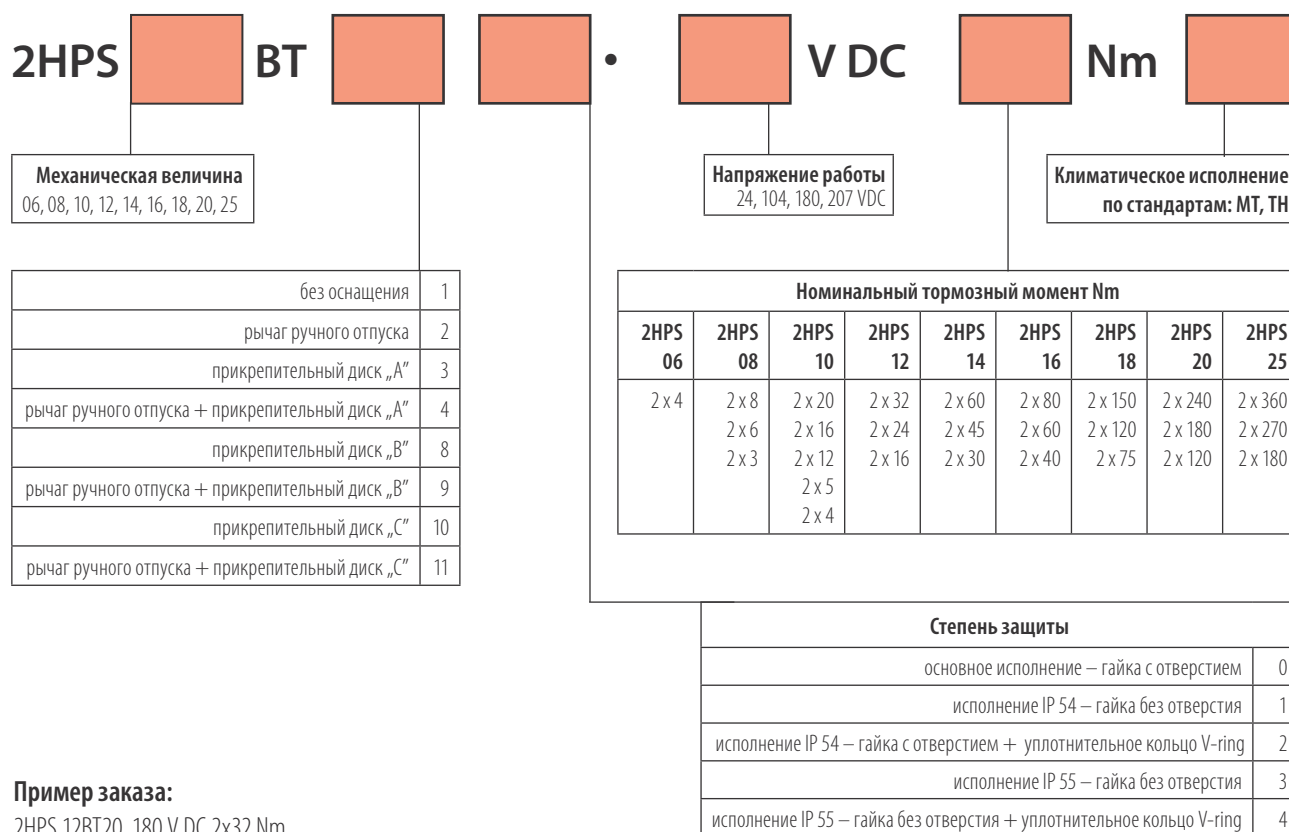 2HPS BT • V DC Nm
Механическая величина
06, 08, 10, 12, 14, 16, 18, 20, 25
Напряжение работы
24, 104, 180, 207 VDC
Климатическое исполнение
по стандартам: MT, TH
без оснащения 1
рычаг ручного отпуска 2
прикрепительный диск „A” 3
рычаг ручного отпуска + прикрепительный диск „A” 4
прикрепительный диск „B” 8
рычаг ручного отпуска + прикрепительный диск „B” 9
прикрепительный диск „C” 10
рычаг ручного отпуска + прикрепительный диск „C” 11
Номинальный тормозный момент Nm
2HPS 2HPS 2HPS 2HPS 2HPS 2HPS 2HPS 2HPS 2HPS
06 08 10 12 14 16 18 20 25
2 x 4 2 x 8 2 x 20 2 x 32 2 x 60 2 x 80 2 x 150 2 x 240 2 x 360
2 x 6 2 x 16 2 x 24 2 x 45 2 x 60 2 x 120 2 x 180 2 x 270
2 x 3 2 x 12 2 x 16 2 x 30 2 x 40 2 x 75 2 x 120 2 x 180
2 x 5
2 x 4
Степень защиты
основное исполнение – гайка с отверстием 0
исполнение IP 54 – гайка без отверстия 1
исполнение IP 54 – гайка с отверстием + уплотнительное кольцо V-ring 2
исполнение IP 55 – гайка без отверстия 3
исполнение IP 55 – гайка без отверстия + уплотнительное кольцо V-ring 4
Пример заказа:
2HPS 12BT20 180 V DC 2x32 Nm